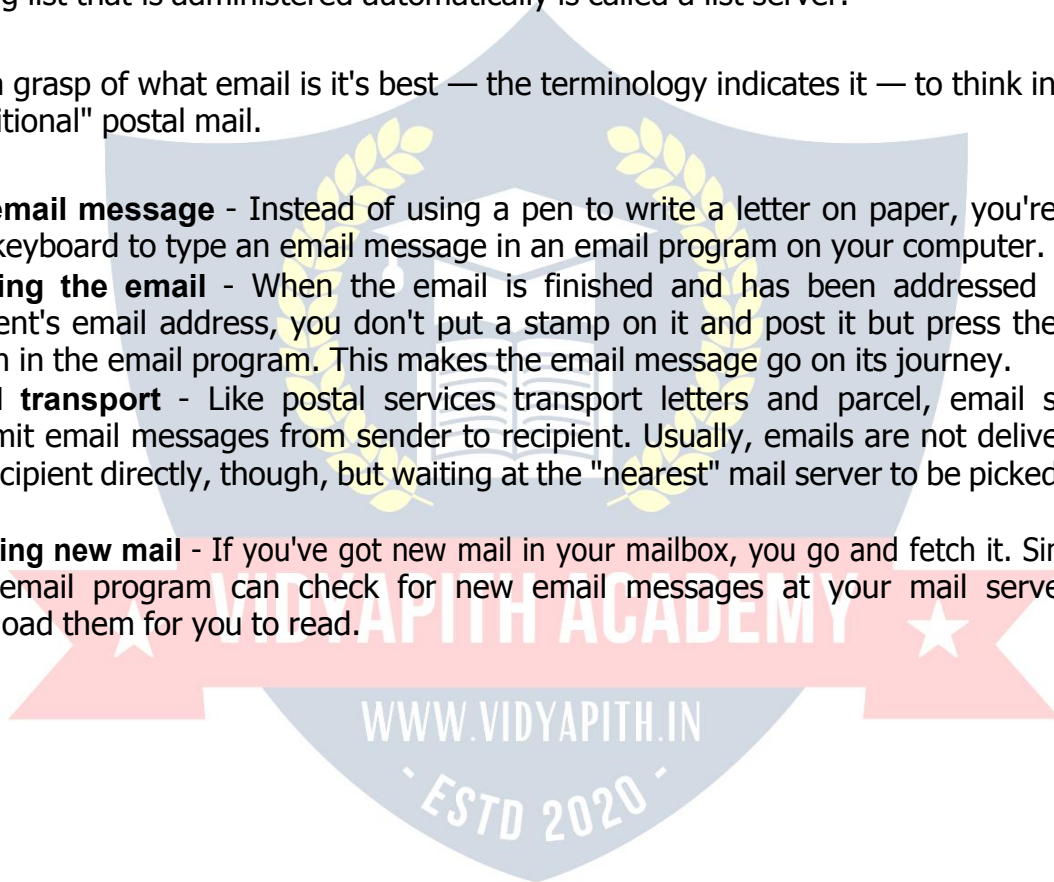 g list that is administered automatically is called a list server.
grasp of what email is it's best — the terminology indicates it — to think in
itional" postal mail.
email message - Instead of using a pen to write a letter on paper, you're
keyboard to type an email message in an email program on your computer.
ing the email - When the email is finished and has been addressed
ent's email address, you don't put a stamp on it and post it but press the
n in the email program. This makes the email message go on its journey.
transport - Like postal services transport letters and parcel, email s
mit email messages from sender to recipient. Usually, emails are not delive
cipient directly, though, but waiting at the "nearest" mail server to be picked
ing new mail - If you've got new mail in your mailbox, you go and fetch it. Sin
email program can check for new email messages at your mail serve
oad them for you to read.
VIDYAPITH ACADEMY
WWW.VIDYAPITH.IN
- ESTD 2020 -